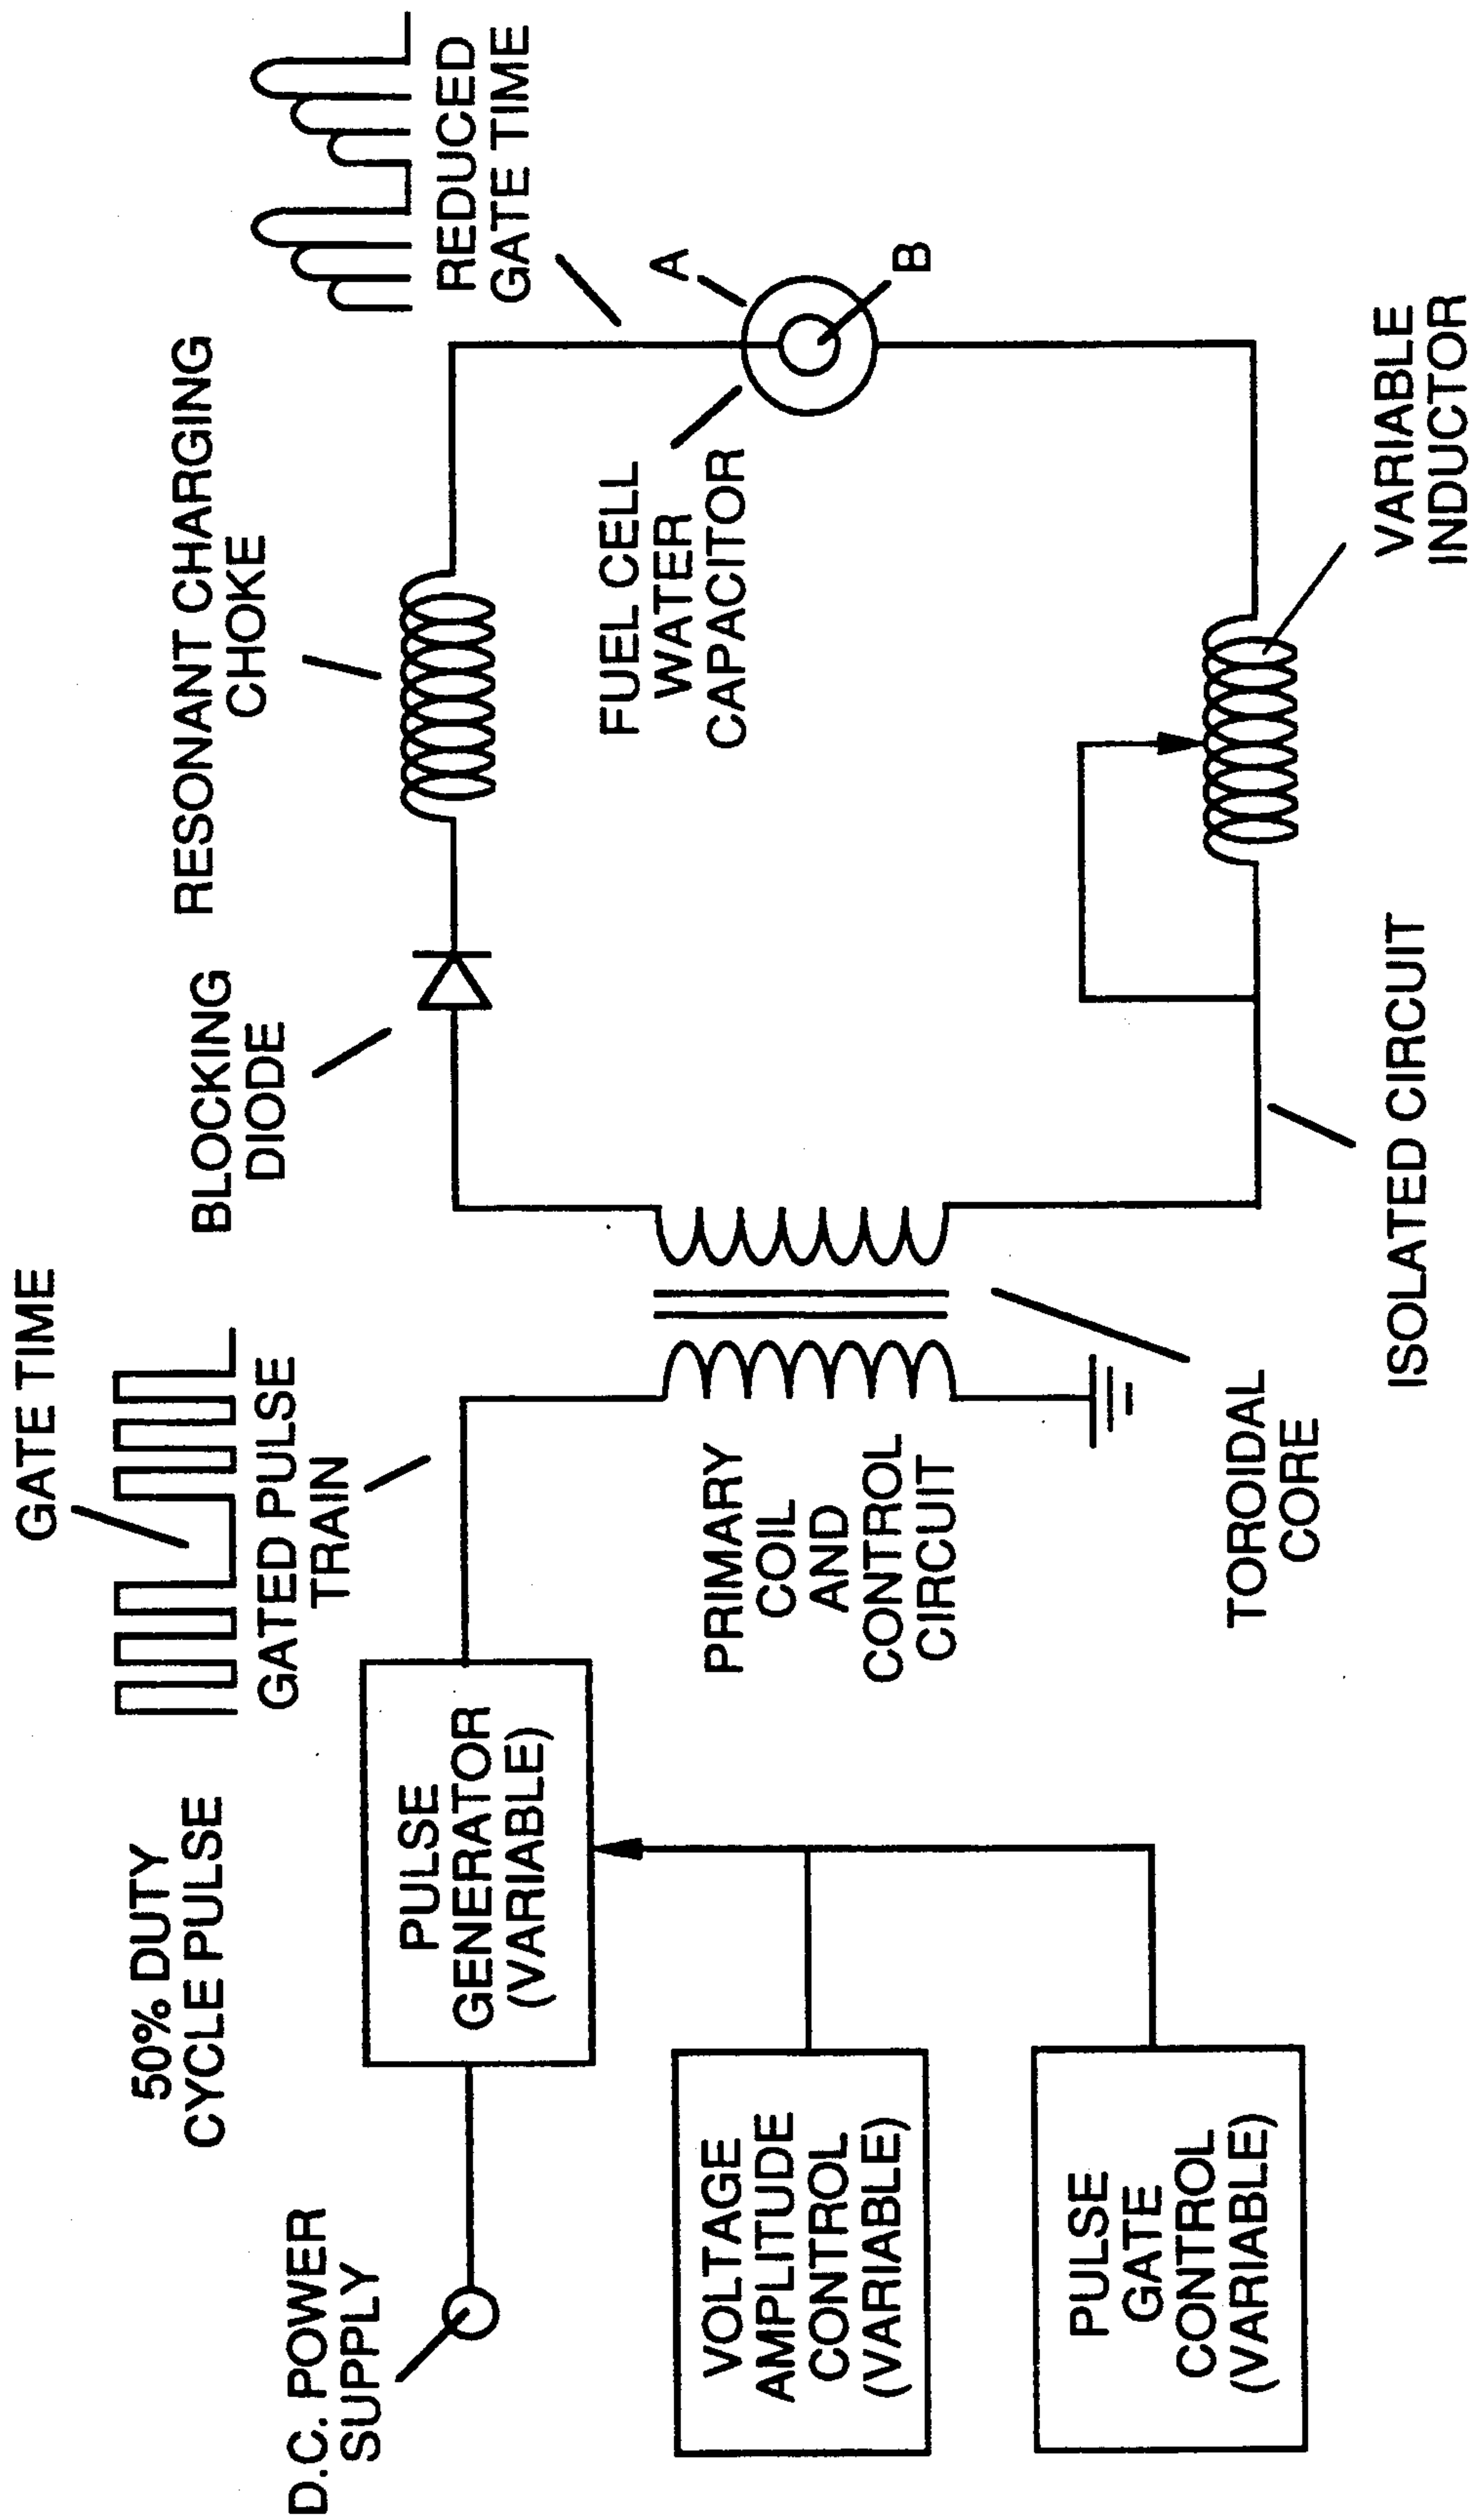 D.C. POWER
SUPPLY
50% DUTY
CYCLE PULSE
GATE TIME
GATED PULSE
TRAIN
PULSE
GENERATOR
(VARIABLE)
VOLTAGE
AMPLITUDE
CONTROL
(VARIABLE)
PULSE
GATE
CONTROL
(VARIABLE)
PRIMARY
COIL
AND
CONTROL
CIRCUIT
TOROIDAL
CORE
BLOCKING
DIODE
RESONANT CHARGING
CHOKE
REDUCED
GATE TIME
FUEL CELL
WATER
CAPACITOR
A
B
VARIABLE
INDUCTOR
ISOLATED CIRCUIT